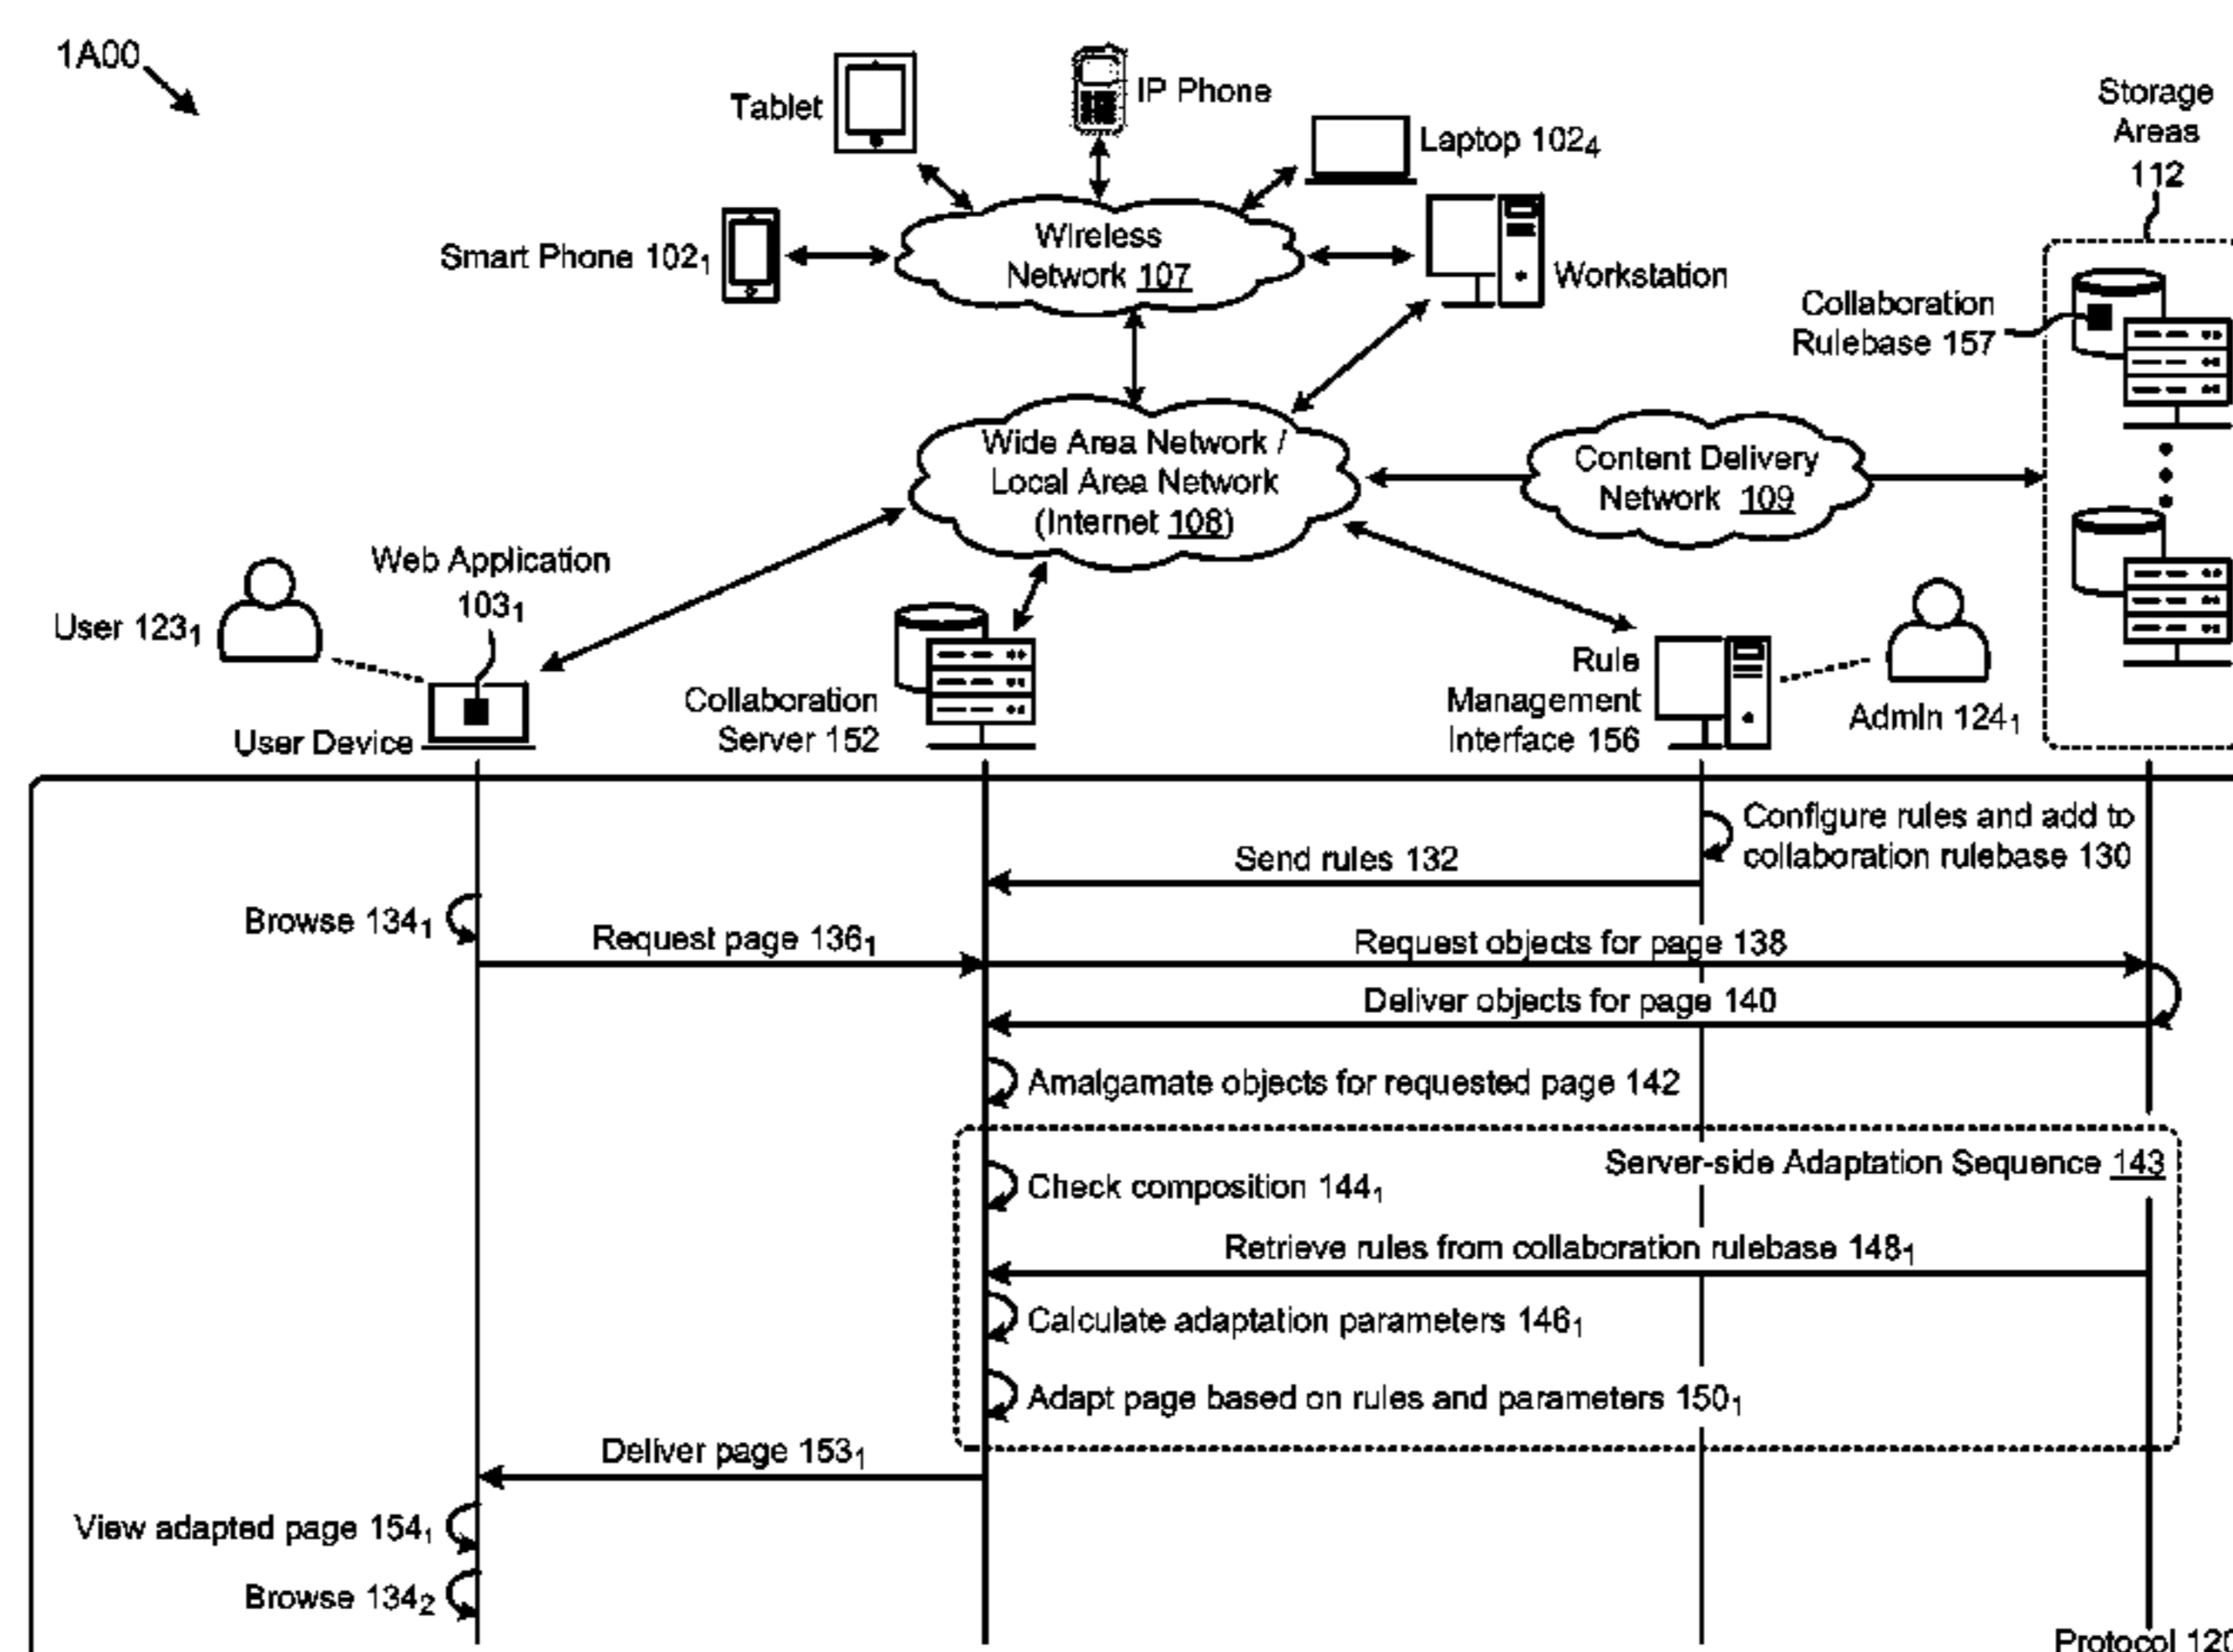 1A00
Tablet
IP Phone
Laptop 102₄
Storage
Areas
112
Smart Phone 102₁
Wireless
Network 107
Workstation
Collaboration
Rulebase 157
Wide Area Network /
Local Area Network
(Internet 108)
Content Delivery
Network 109
Web Application
103₁
User 123₁
User Device
Collaboration
Server 152
Rule
Management
Interface 156
Admin 124₁
Configure rules and add to
collaboration rulebase 130
Send rules 132
Browse 134₁
Request page 136₁
Request objects for page 138
Deliver objects for page 140
Amalgamate objects for requested page 142
Server-side Adaptation Sequence 143
Check composition 144₁
Retrieve rules from collaboration rulebase 148₁
Calculate adaptation parameters 146₁
Adapt page based on rules and parameters 150₁
Deliver page 153₁
View adapted page 154₁
Browse 134₂
Protocol 120